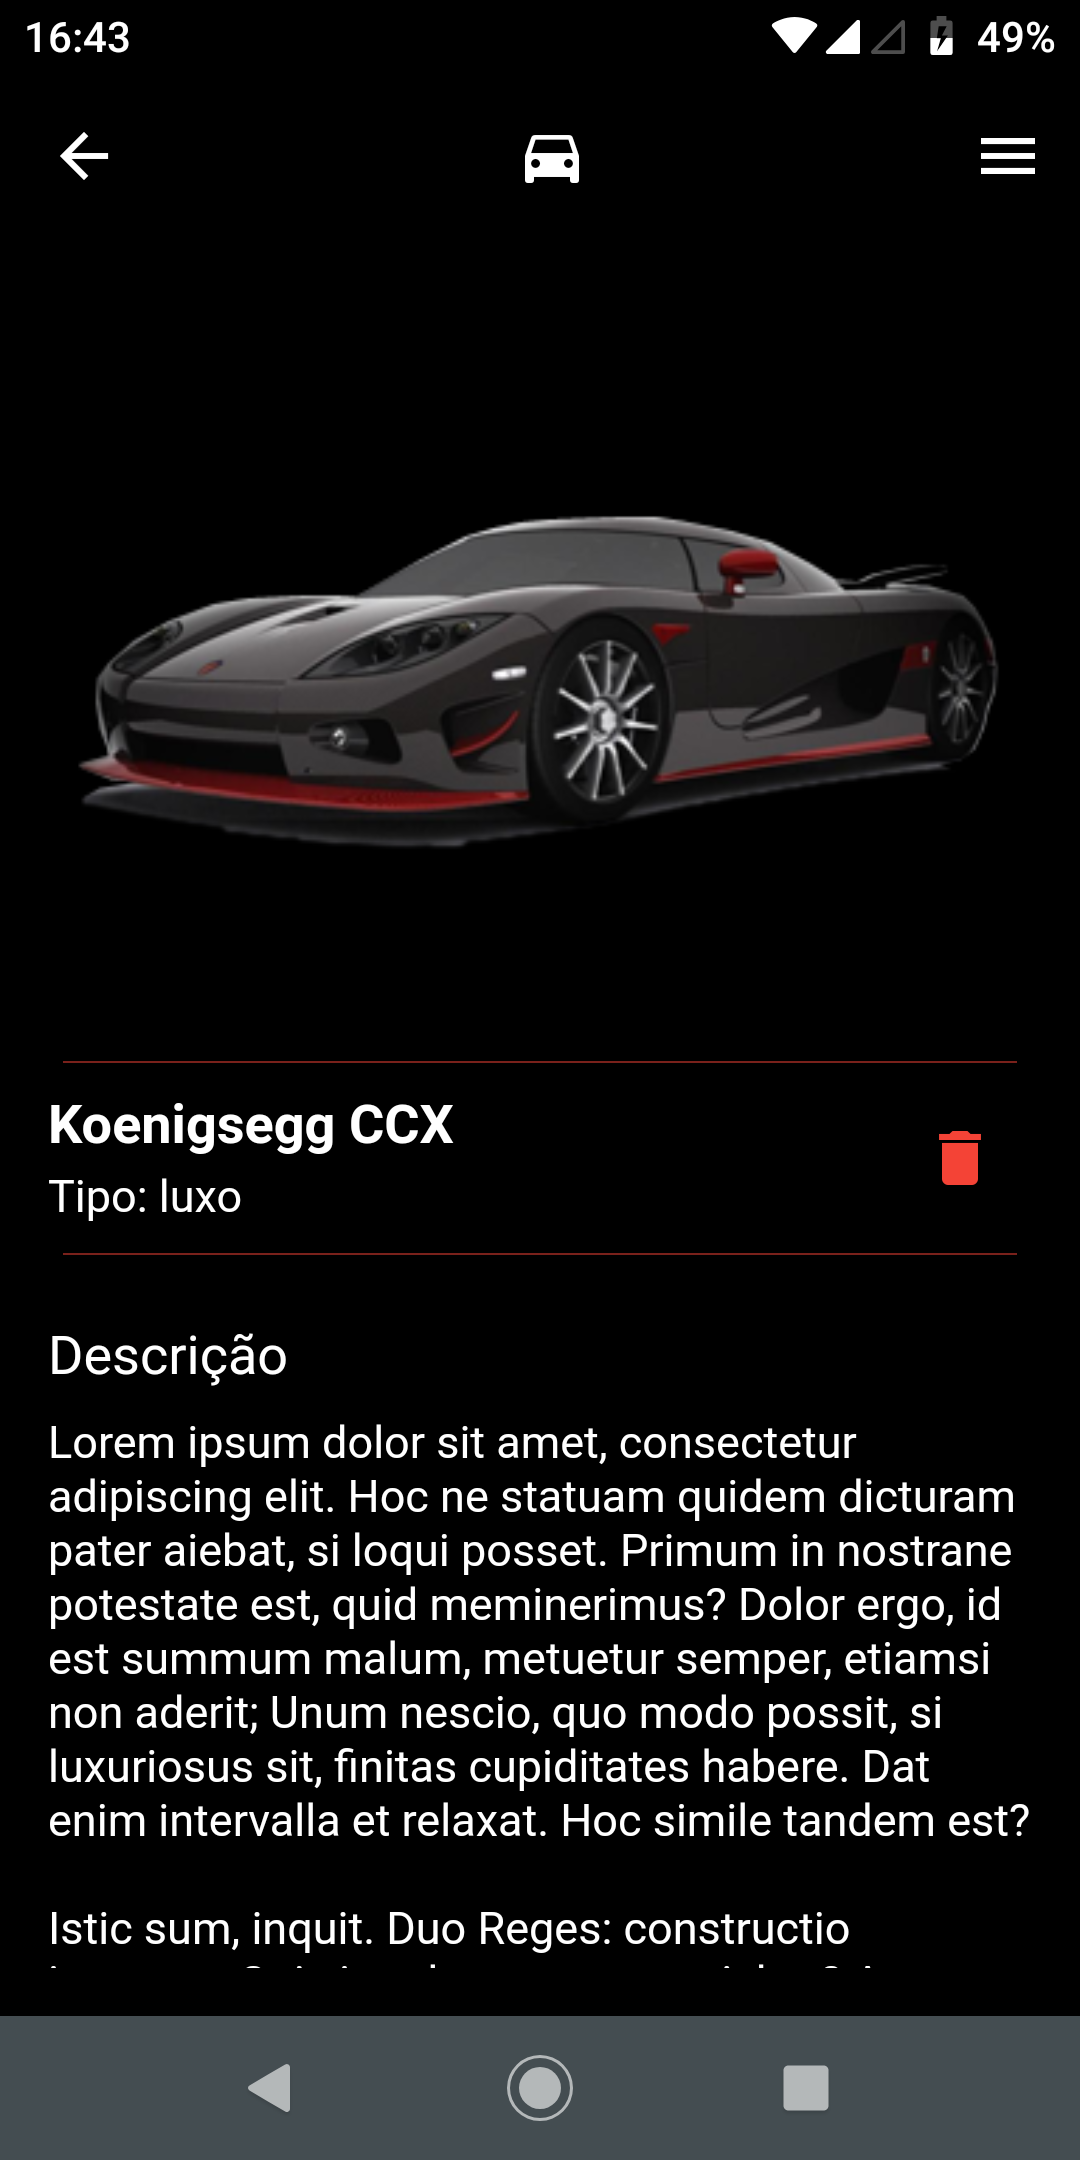 16:43
49%
Koenigsegg CCX
Tipo: luxo
Descrição
Lorem ipsum dolor sit amet, consectetur
adipiscing elit. Hoc ne statuam quidem dicturam
pater aiebat, si loqui posset. Primum in nostrane
potestate est, quid meminerimus? Dolor ergo, id
est summum malum, metuetur semper, etiamsi
non aderit; Unum nescio, quo modo possit, si
luxuriosus sit, finitas cupiditates habere. Dat
enim intervalla et relaxat. Hoc simile tandem est?
Istic sum, inquit. Duo Reges: constructio